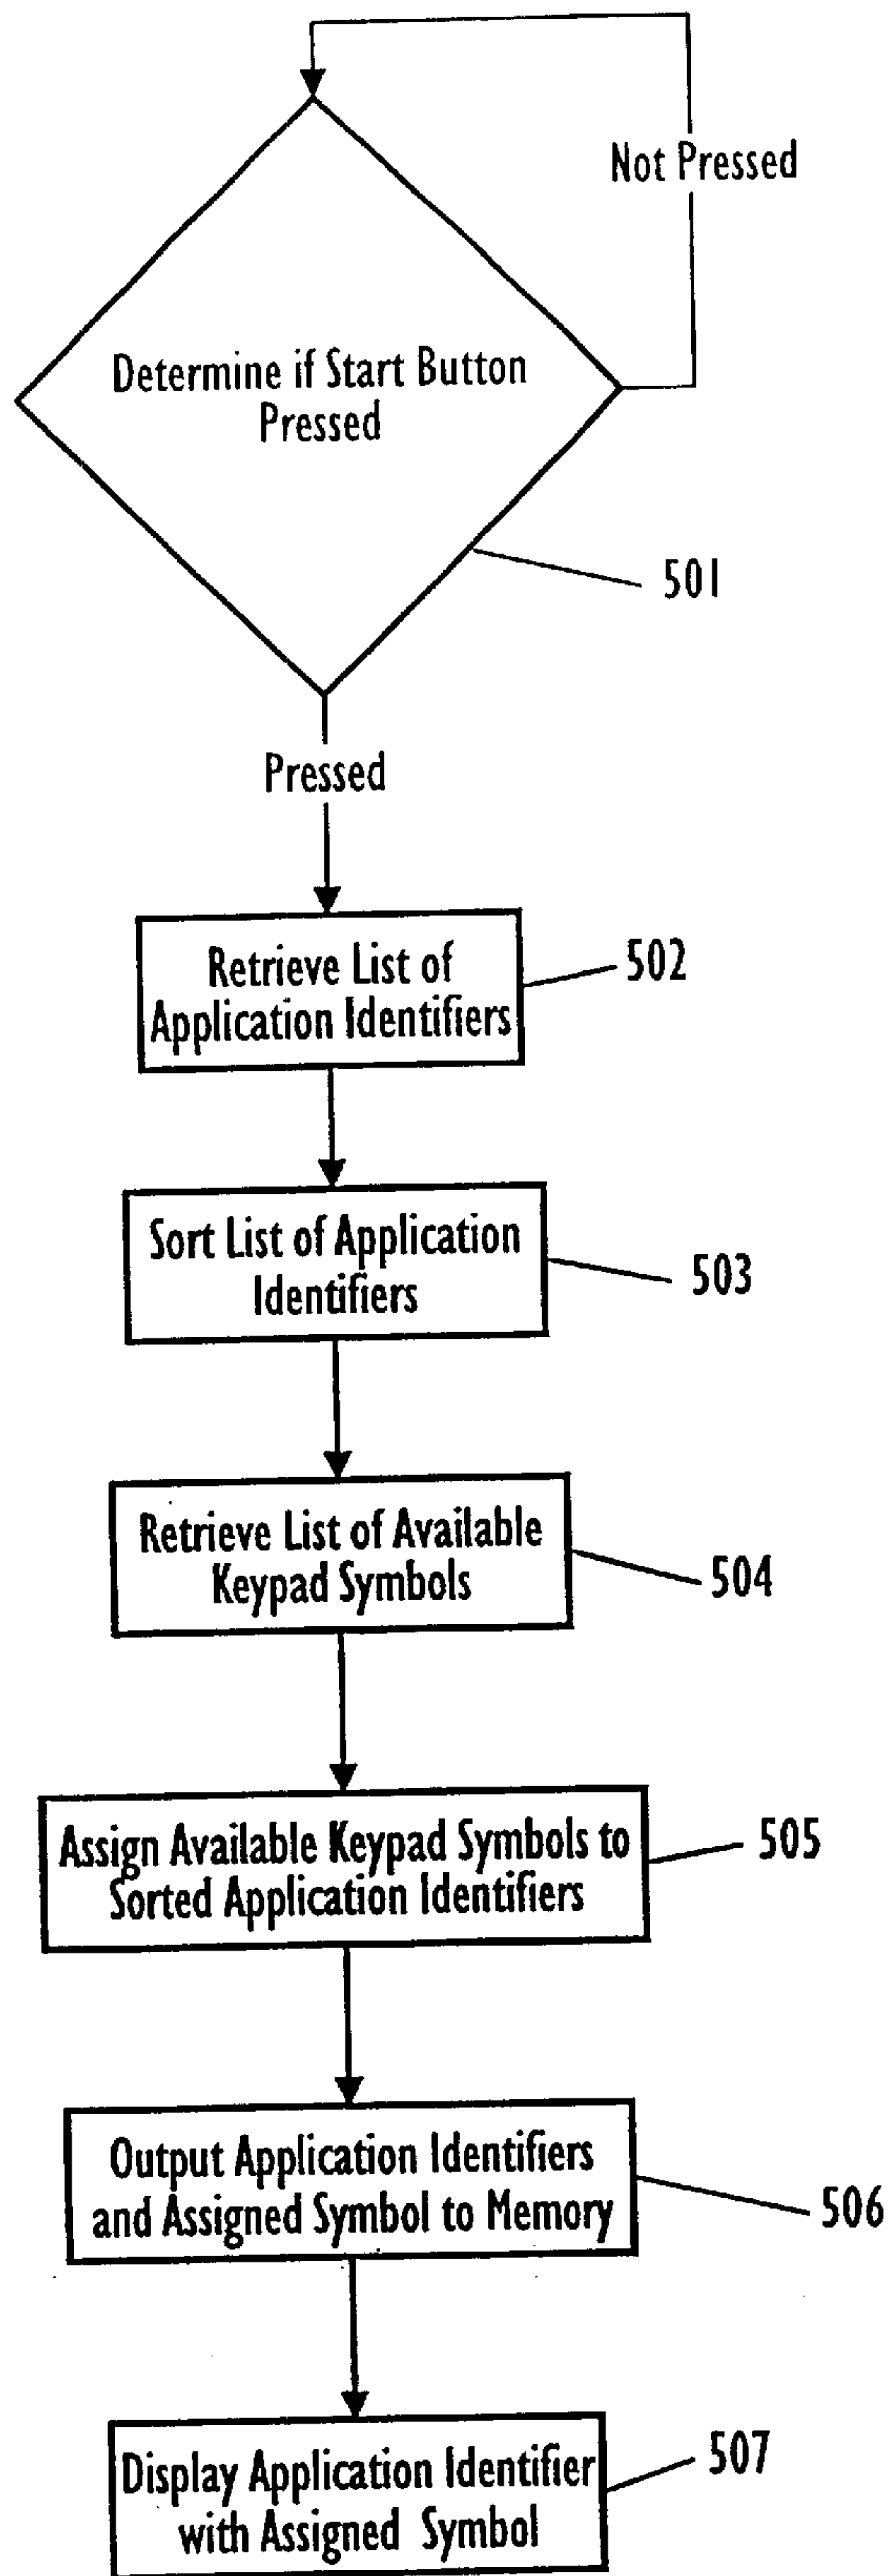 Not Pressed
Determine if Start Button
Pressed
501
Pressed
Retrieve List of
Application Identifiers
502
Sort List of Application
Identifiers
503
Retrieve List of Available
Keypad Symbols
504
Assign Available Keypad Symbols to
Sorted Application Identifiers
505
Output Application Identifiers
and Assigned Symbol to Memory
506
Display Application Identifier
with Assigned Symbol
507